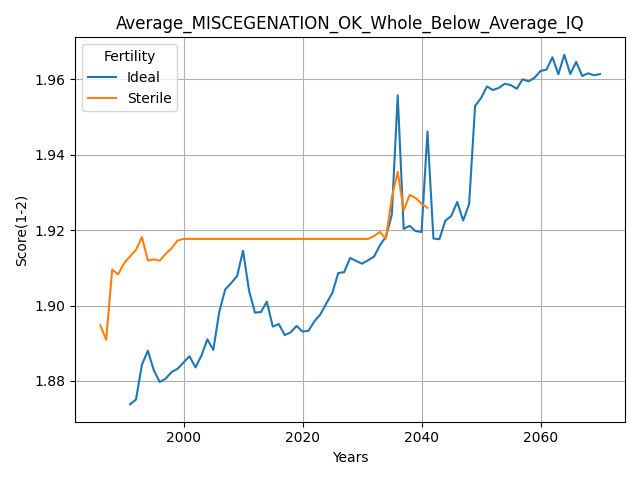 Average_MISCEGENATION_OK_Whole_Below_Average_IQ
Fertility
Ideal
Sterile
Score(1-2)
1.96
1.94
1.92
1.90
1.88
2000 2020 2040 2060
Years